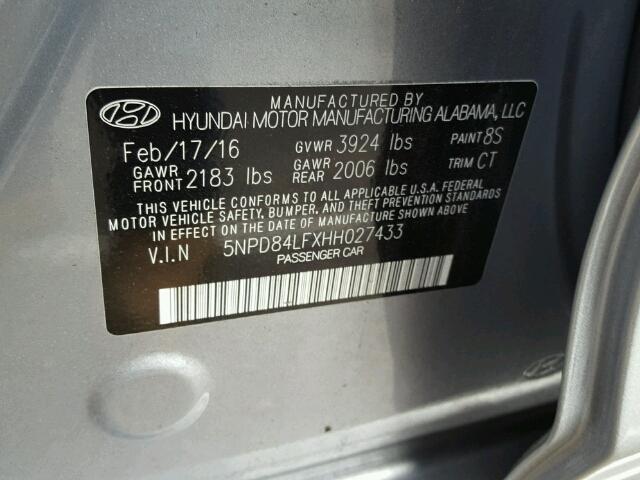 MANUFACTURED BY
HYUNDAI MOTOR MANUFACTURING ALABAMA, LLC
Feb/17/16 GVWR 3924 lbs PAINT 8S
GAWR FRONT 2183 lbs GAWR REAR 2006 lbs TRIM CT
THIS VEHICLE CONFORMS TO ALL APPLICABLE U.S.A. FEDERAL
MOTOR VEHICLE SAFETY, BUMPER, AND THEFT PREVENTION STANDARDS
IN EFFECT ON THE DATE OF MANUFACTURE SHOWN ABOVE.
V.I.N 5NPD84LFXHH027433
PASSENGER CAR